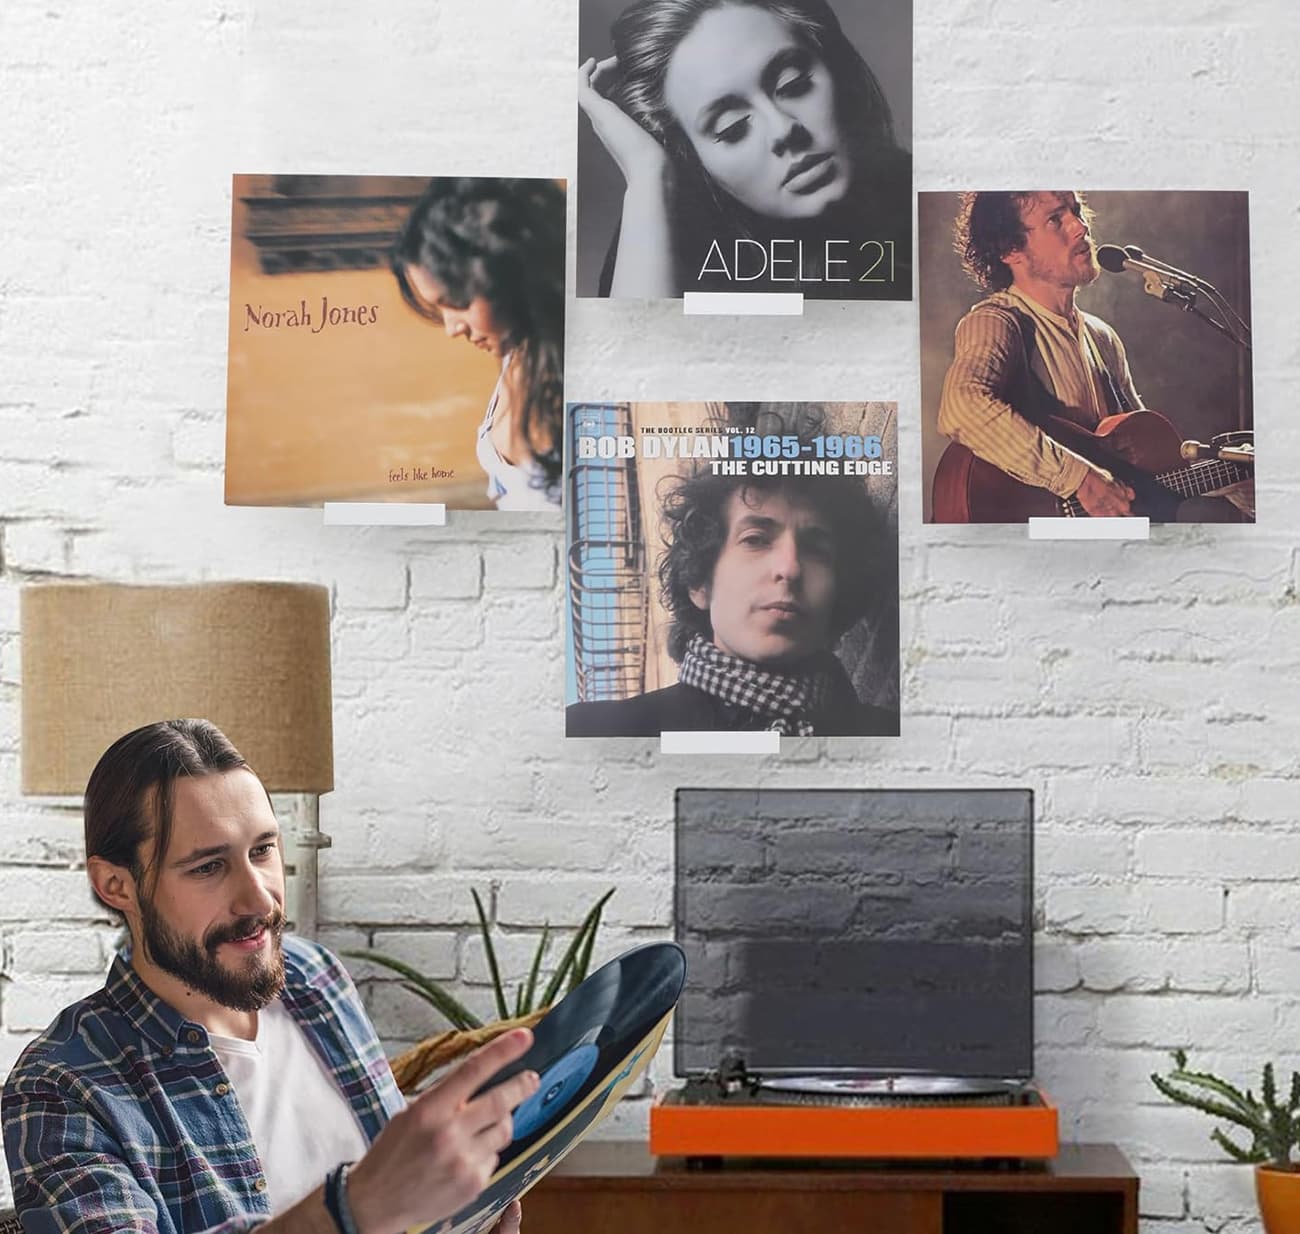 ADELE 21
Norah Jones
feels like home
THE BOOTLEG SERIES VOL. 12
BOB DYLAN 1965-1966
THE CUTTING EDGE